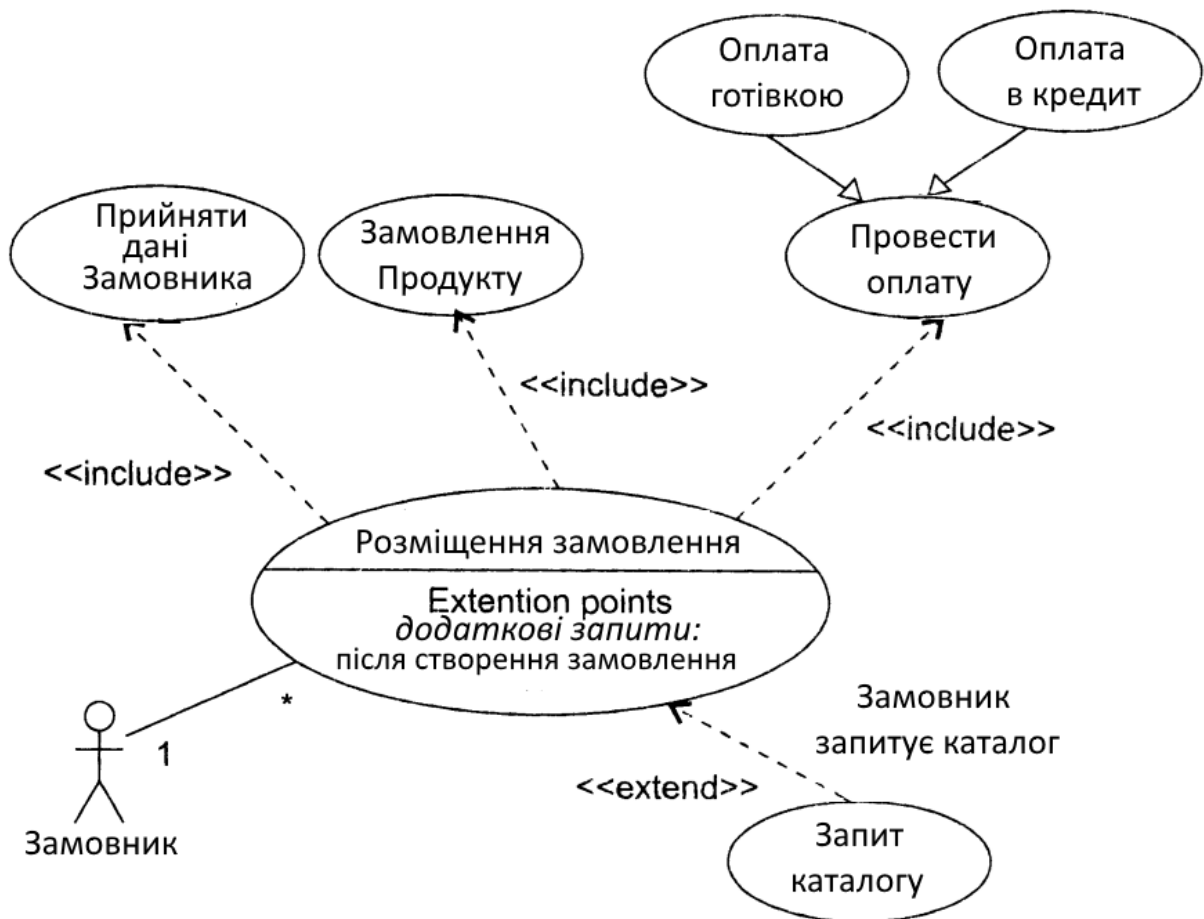 Оплата
готівкою
Оплата
в кредит
Прийняти
дані
Замовника
Замовлення
Продукту
Провести
оплату
<<include>>
<<include>>
<<include>>
Розміщення замовлення
Extention points
додаткові запити:
після створення замовлення
*
1
Замовник
Замовник
запитує каталог
<<extend>>
Запит
каталогу